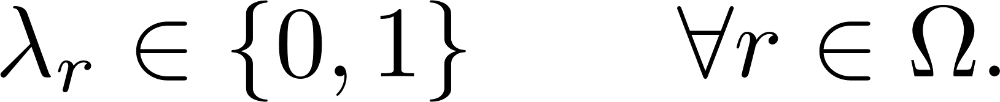 λ_r ∈ {0, 1} ∀r ∈ Ω.